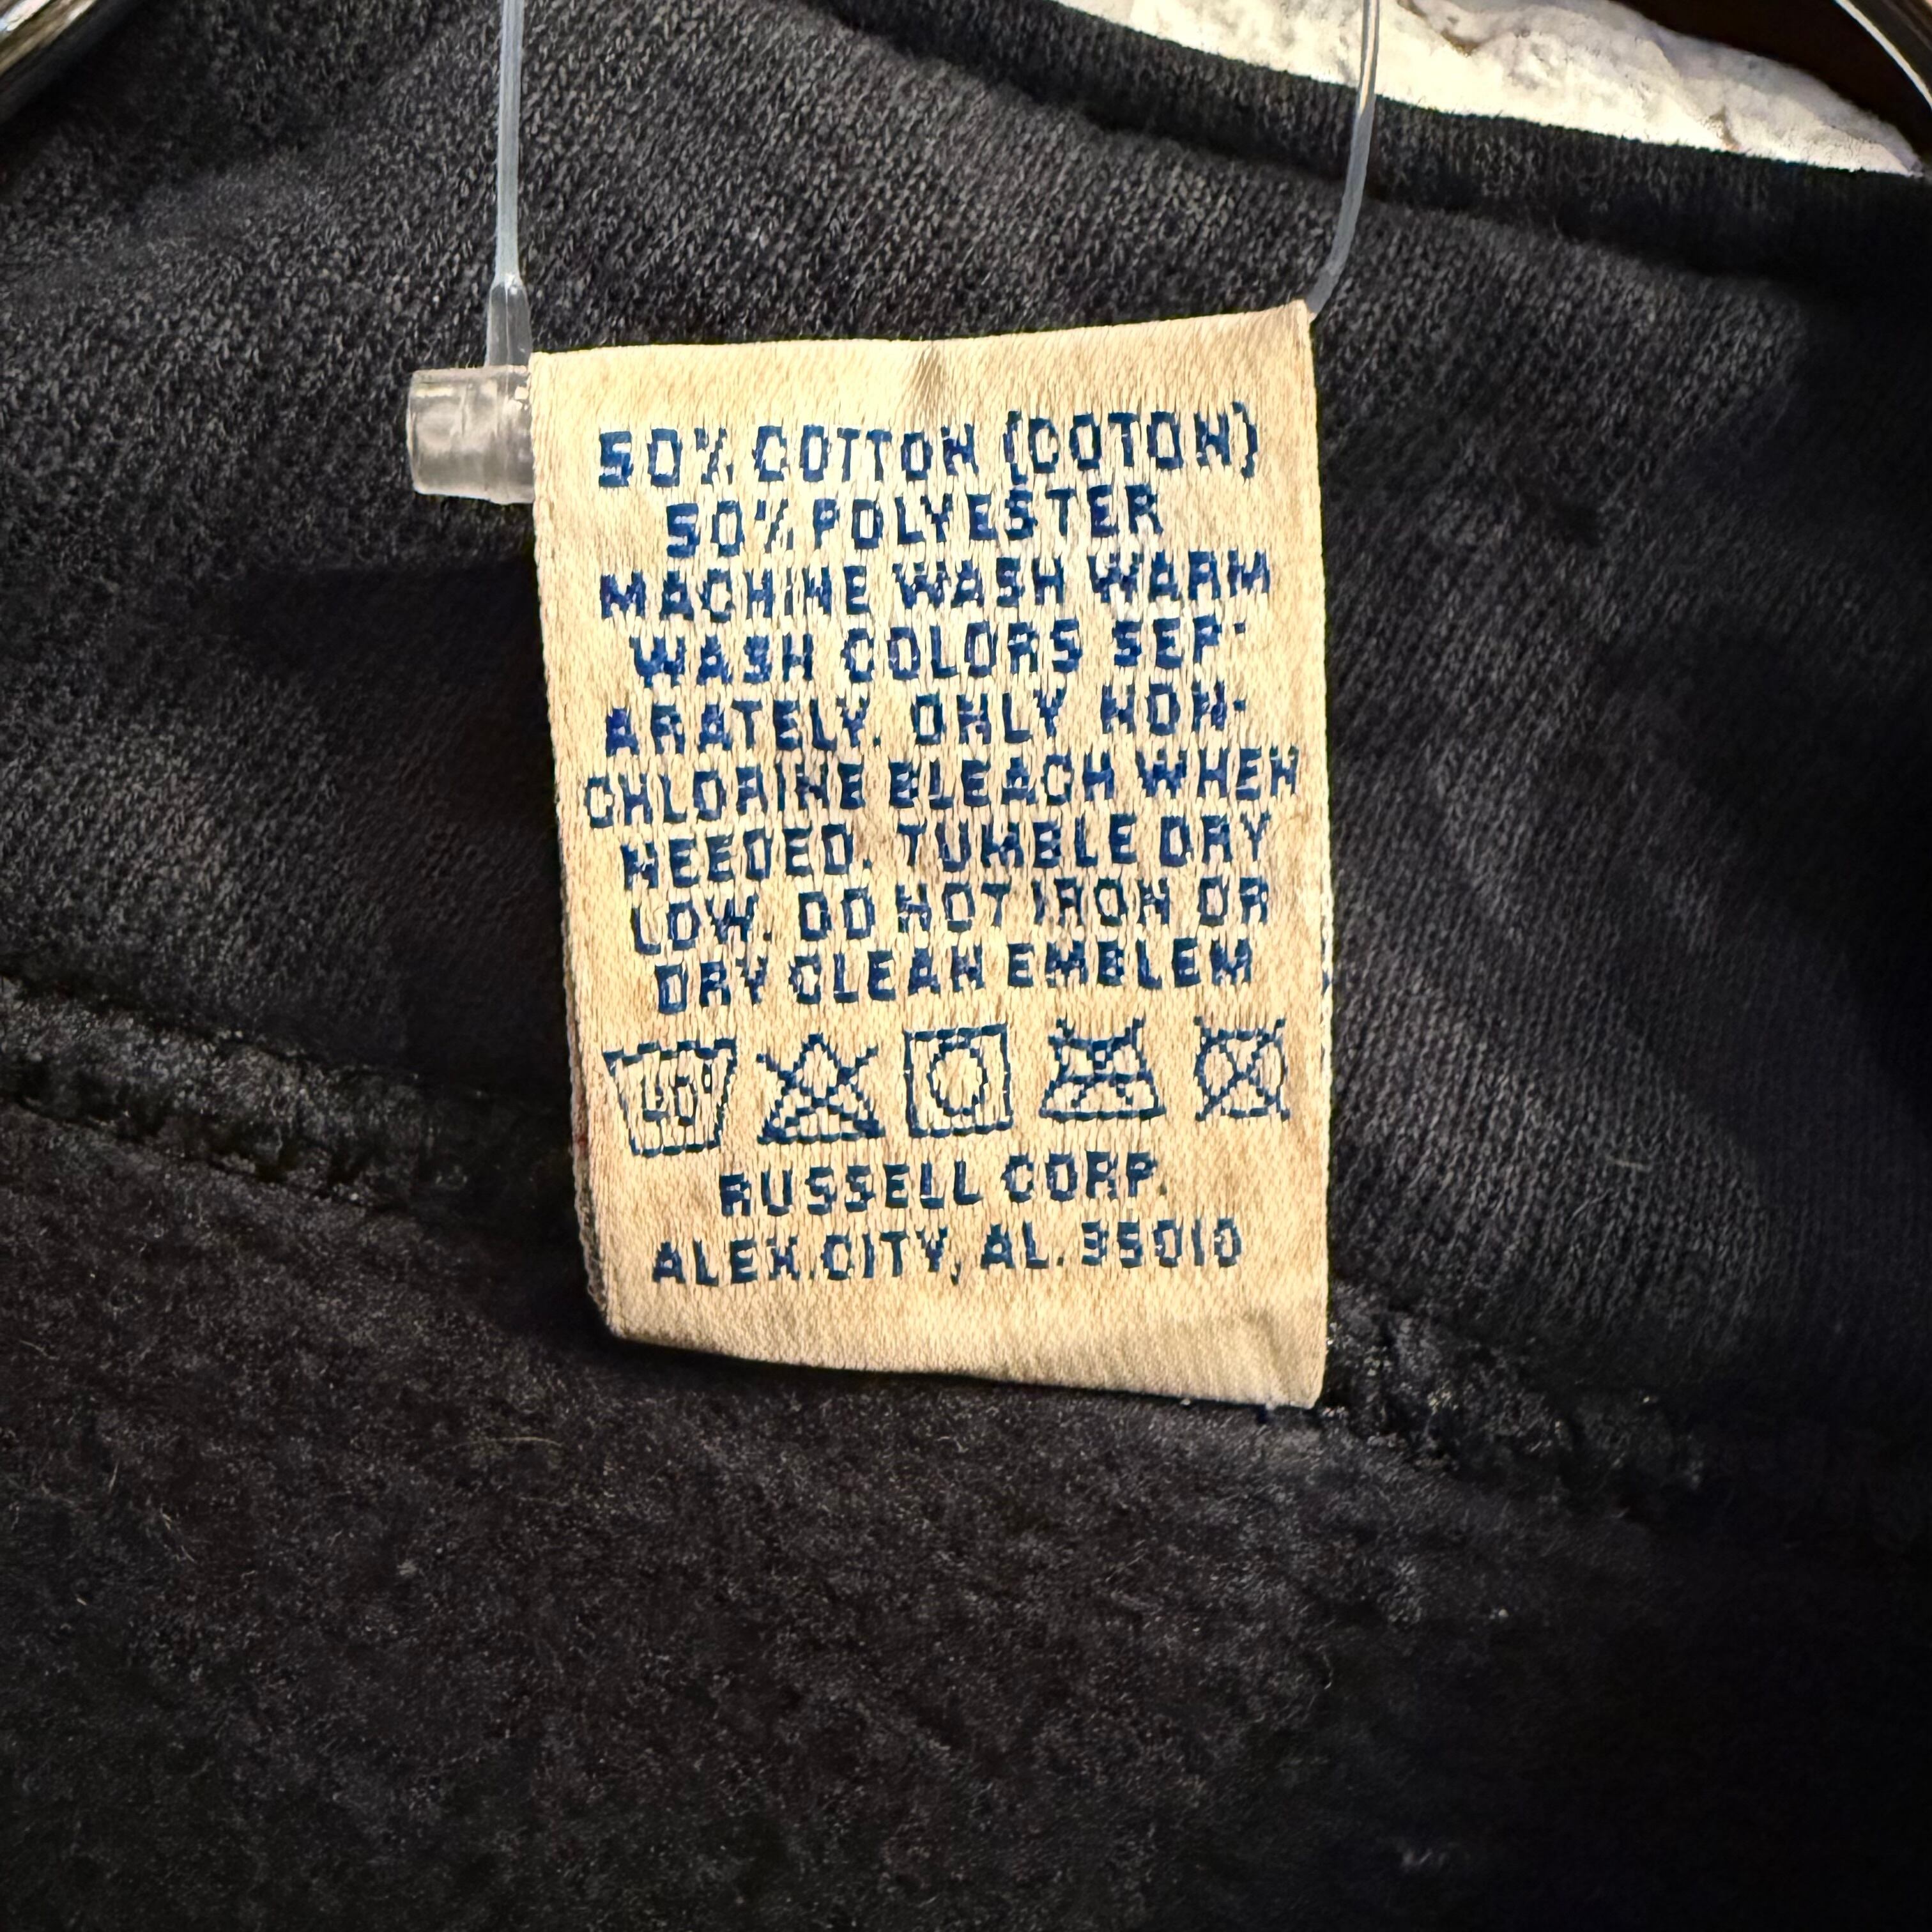 50% COTTON (COTON)
50% POLYESTER
MACHINE WASH WARM
WASH COLORS SEP-
ARATELY. ONLY NON-
CHLORINE BLEACH WHEN
NEEDED. TUMBLE DRY
LOW. DO NOT IRON OR
DRY CLEAN EMBLEM
40°
RUSSELL CORP.
ALEX.CITY, AL. 35010